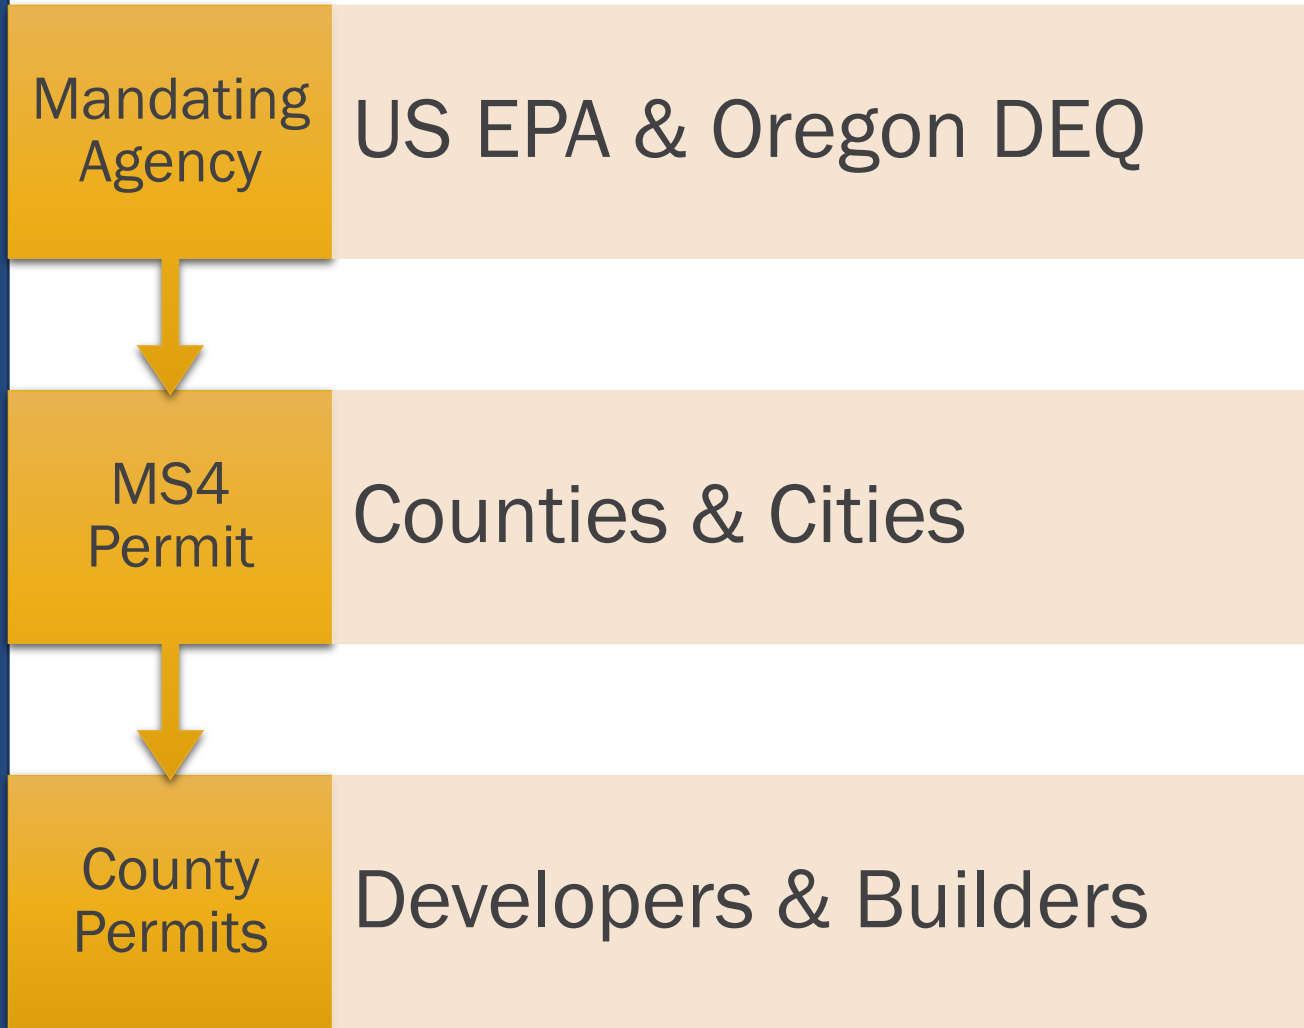 Mandating
Agency
US EPA & Oregon DEQ
MS4
Permit
Counties & Cities
County
Permits
Developers & Builders